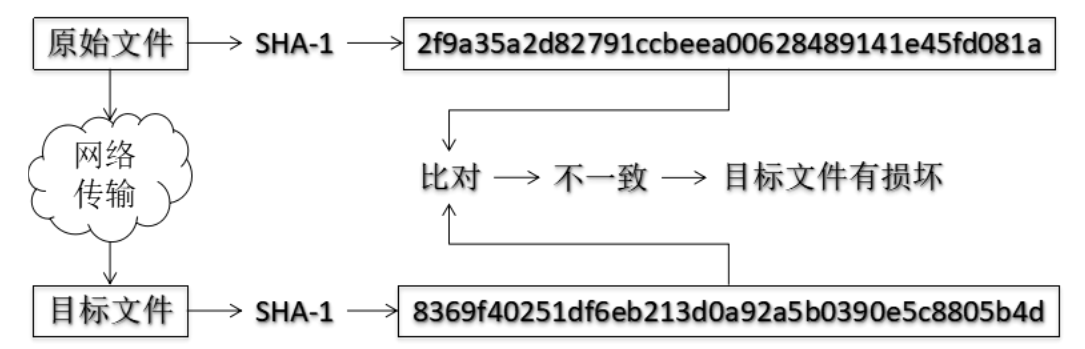 原始文件
SHA-1
2f9a35a2d82791ccbeea00628489141e45fd081a
网络
传输
比对
不一致
目标文件有损坏
目标文件
SHA-1
8369f40251df6eb213d0a92a5b0390e5c8805b4d